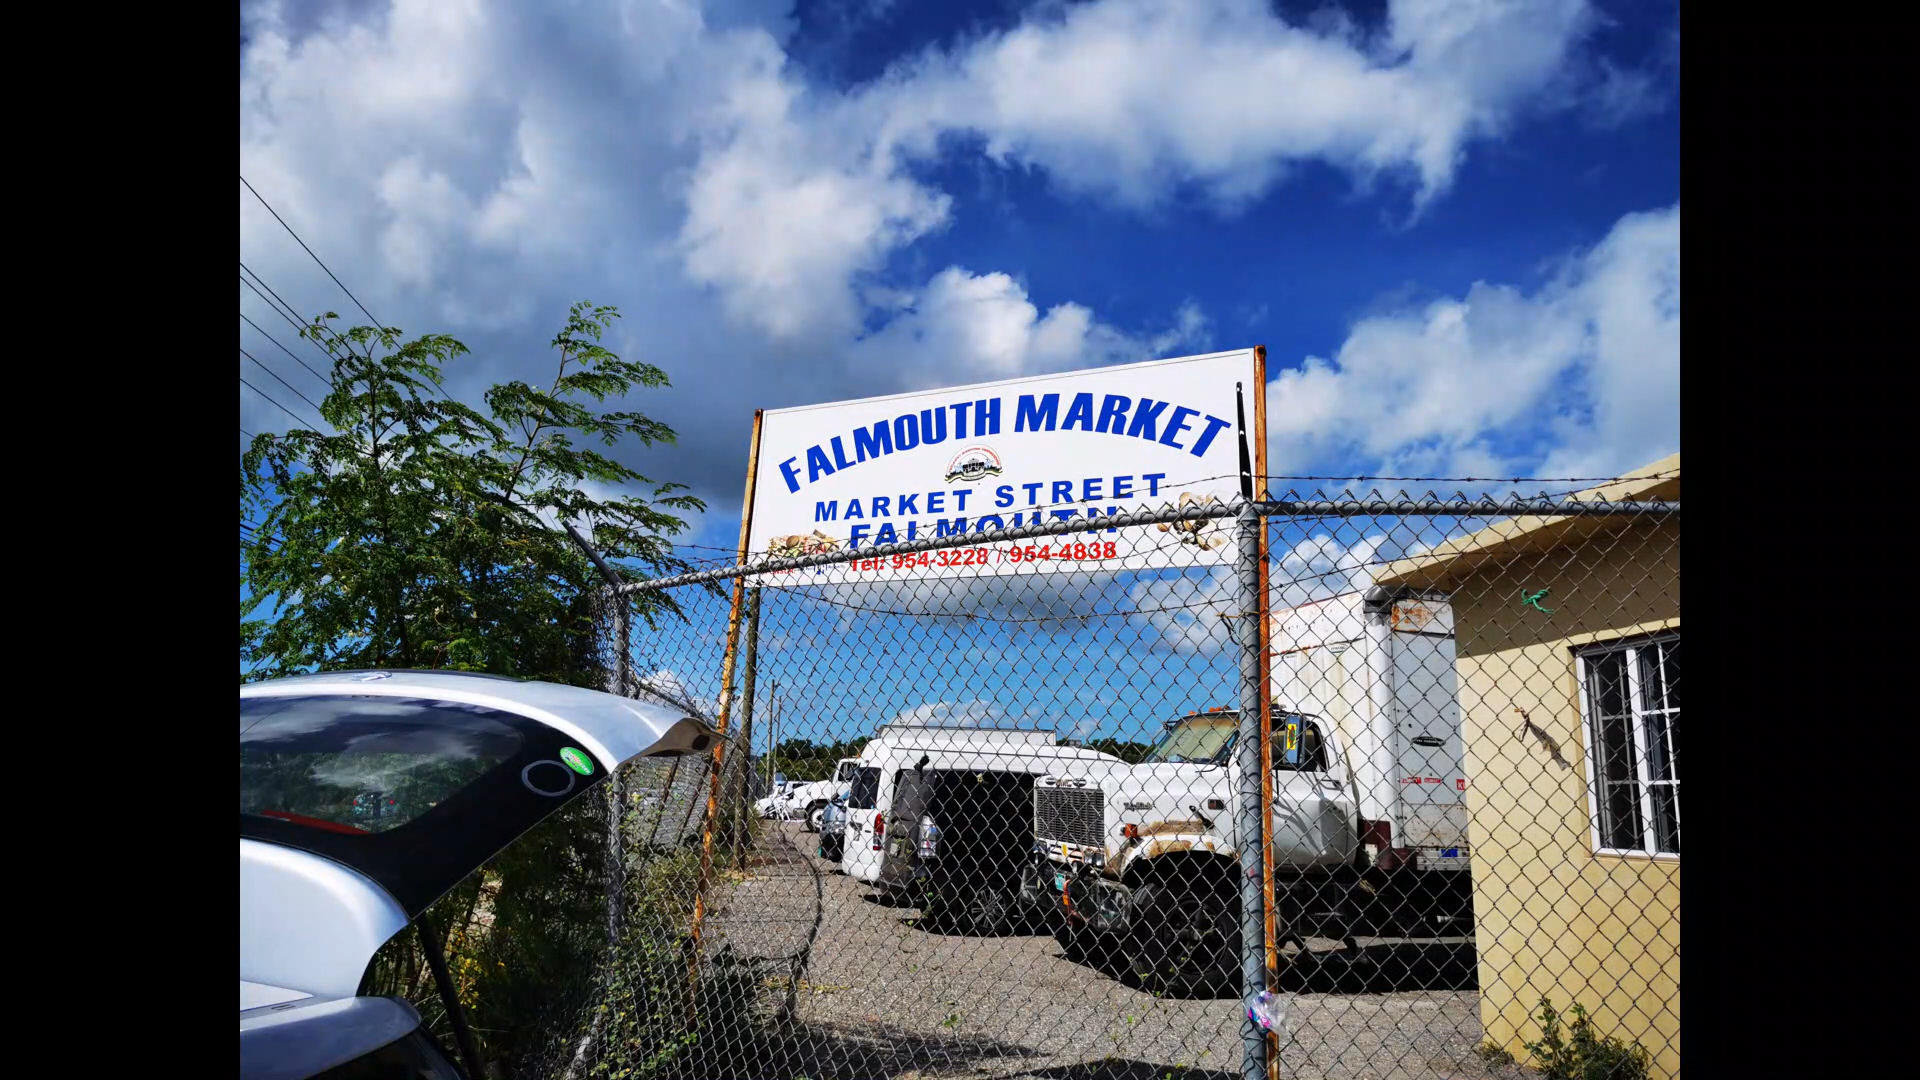 FALMOUTH MARKET
MARKET STREET
FALMOUTH
Tel: 954-3228 / 954-4838